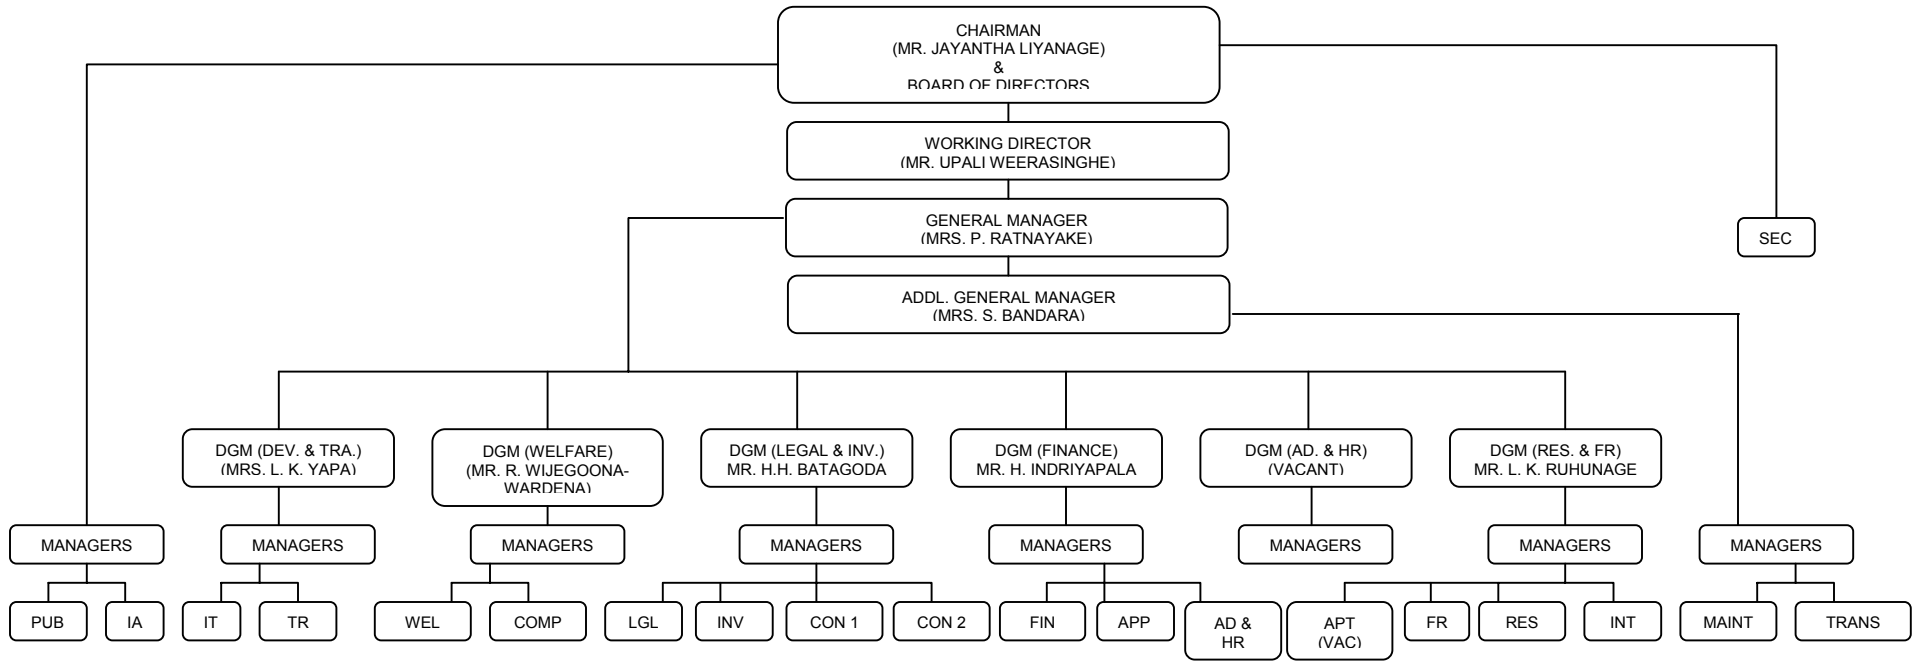 CHAIRMAN
(MR. JAYANTHA LIYANAGE)
&
BOARD OF DIRECTORS
WORKING DIRECTOR
(MR. UPALI WEERASINGHE)
GENERAL MANAGER
(MRS. P. RATNAYAKE)
SEC
ADDL. GENERAL MANAGER
(MRS. S. BANDARA)
DGM (DEV. & TRA.)
(MRS. L. K. YAPA)
DGM (WELFARE)
(MR. R. WIJEGOONA-
WARDENA)
DGM (LEGAL & INV.)
MR. H.H. BATAGODA
DGM (FINANCE)
MR. H. INDRIYAPALA
DGM (AD. & HR)
(VACANT)
DGM (RES. & FR)
MR. L. K. RUHUNAGE
MANAGERS
MANAGERS
MANAGERS
MANAGERS
MANAGERS
MANAGERS
MANAGERS
MANAGERS
PUB
IA
IT
TR
WEL
COMP
LGL
INV
CON 1
CON 2
FIN
APP
AD &
HR
APT
(VAC)
FR
RES
INT
MAINT
TRANS